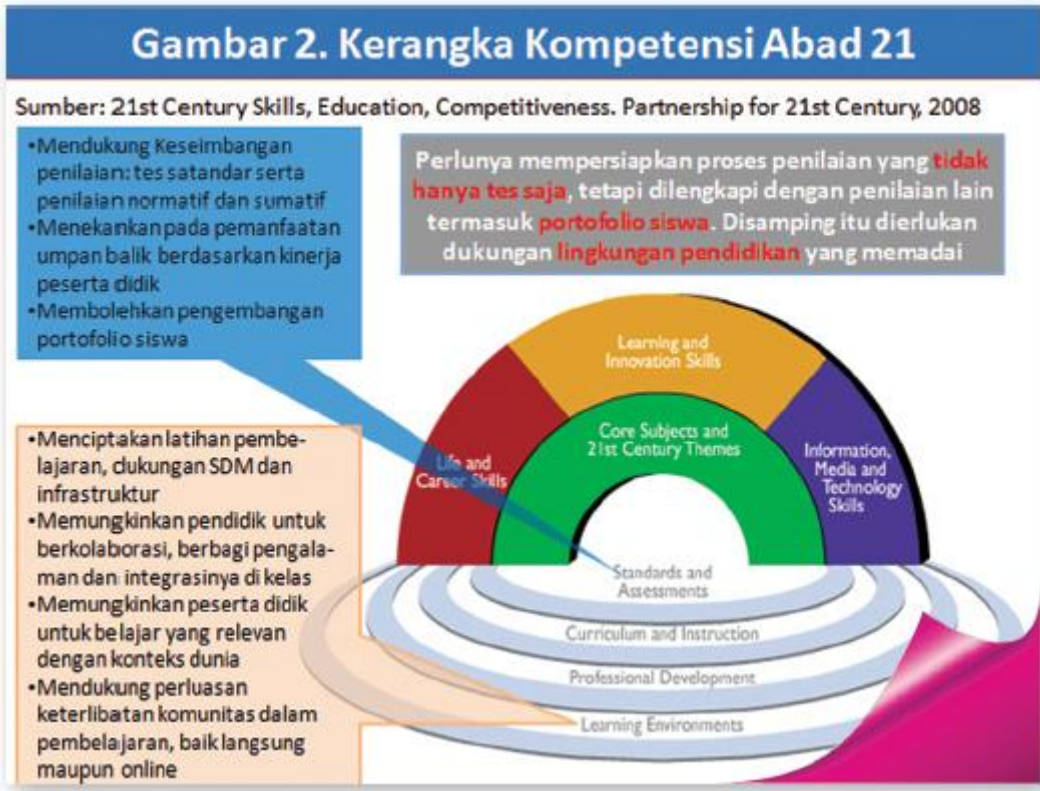 Gambar 2. Kerangka Kompetensi Abad 21
Sumber: 21st Century Skills, Education, Competitiveness. Partnership for 21st Century, 2008
•Mendukung Keseimbangan
penilaian: tes satandar serta
penilaian normatif dan sumatif
•Menekankan pada pemanfaatan
umpan balik berdasarkan kinerja
peserta didik
•Membolehkan pengembangan
portofolio siswa
Perlunya mempersiapkan proses penilaian yang tidak
hanya tes saja, tetapi dilengkapi dengan penilaian lain
termasuk portofolio siswa. Disamping itu dierlukan
dukungan lingkungan pendidikan yang memadai
Learning and
Innovation Skills
Core Subjects and
21st Century Themes
Life and
Career Skills
Information,
Media and
Technology
Skills
Standards and
Assessments
Curriculum and Instruction
Professional Development
Learning Environments
•Menciptakan latihan pembe-
lajaran, dukungan SDM dan
infrastruktur
•Memungkinkan pendidik untuk
berkolaborasi, berbagi pengala-
man dan integrasinya di kelas
•Memungkinkan peserta didik
untuk belajar yang relevan
dengan konteks dunia
•Mendukung perluasan
keterlibatan komunitas dalam
pembelajaran, baik langsung
maupun online